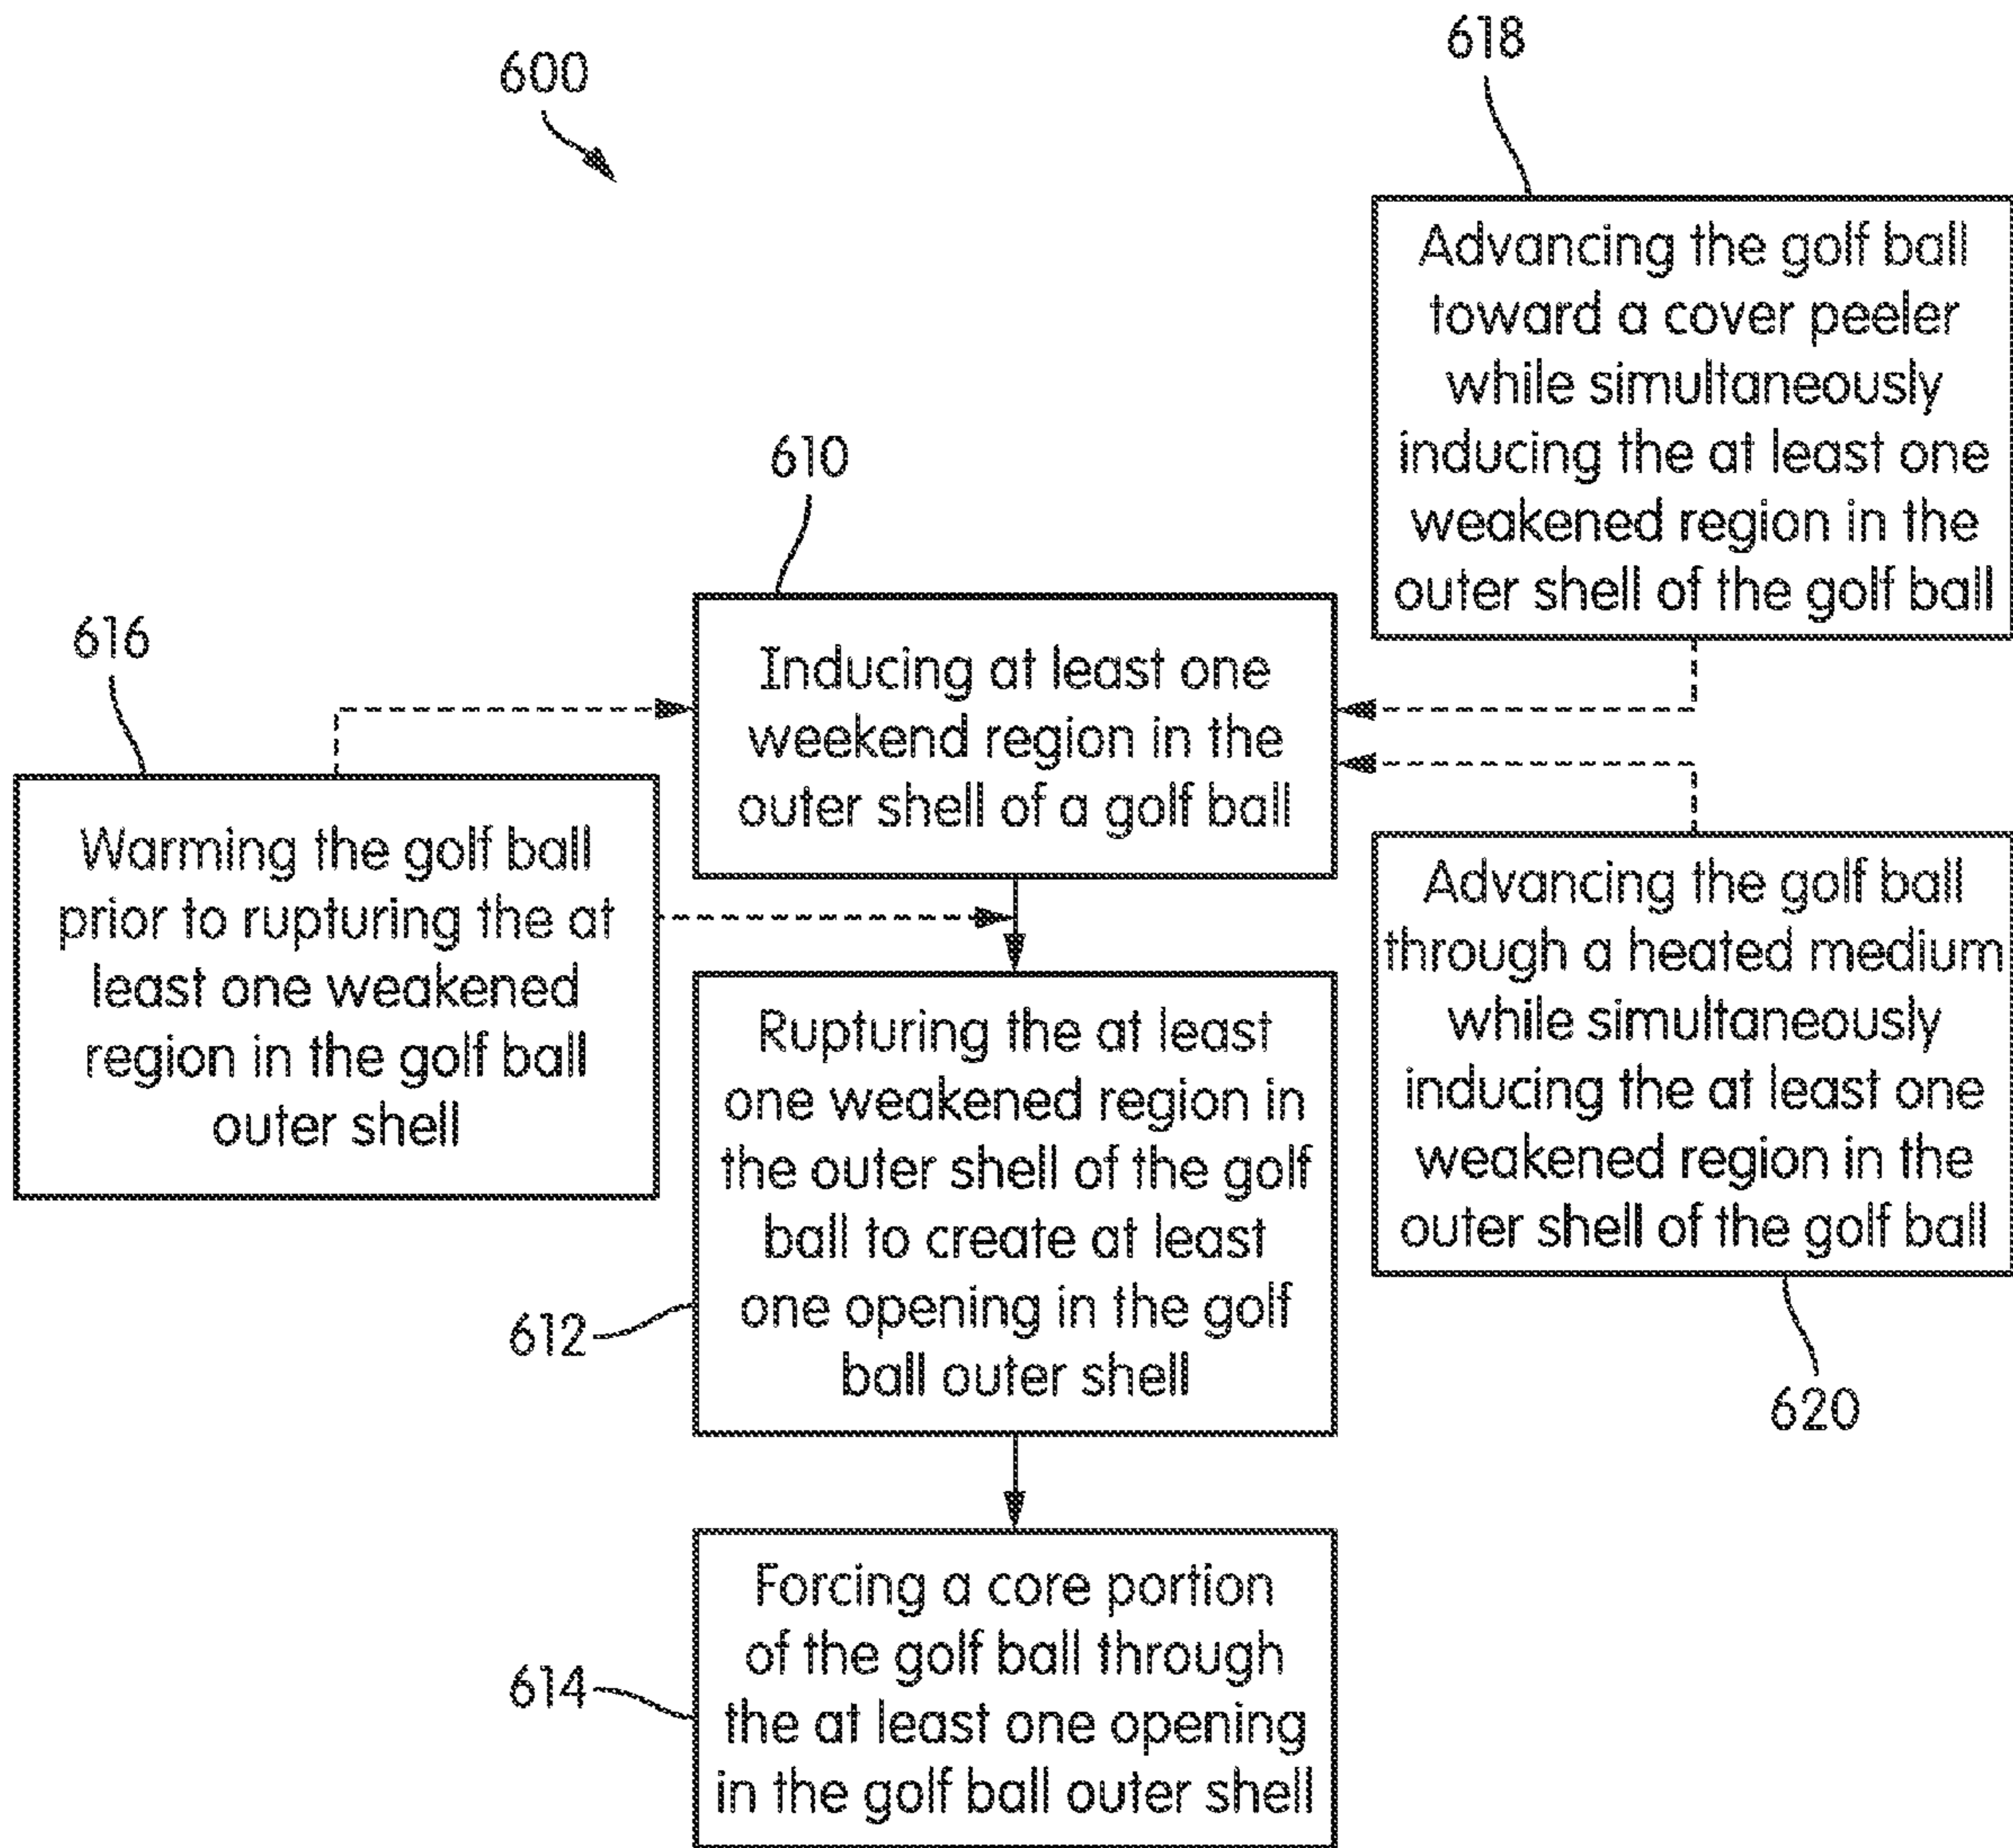 600
618
Advancing the golf ball
toward a cover peeler
while simultaneously
inducing the at least one
weakened region in the
outer shell of the golf ball
610
Inducing at least one
weekend region in the
outer shell of a golf ball
616
Warming the golf ball
prior to rupturing the at
least one weakened
region in the golf ball
outer shell
Advancing the golf ball
through a heated medium
while simultaneously
inducing the at least one
weakened region in the
outer shell of the golf ball
620
Rupturing the at least
one weakened region in
the outer shell of the golf
ball to create at least
one opening in the golf
ball outer shell
612
Forcing a core portion
of the golf ball through
the at least one opening
in the golf ball outer shell
614